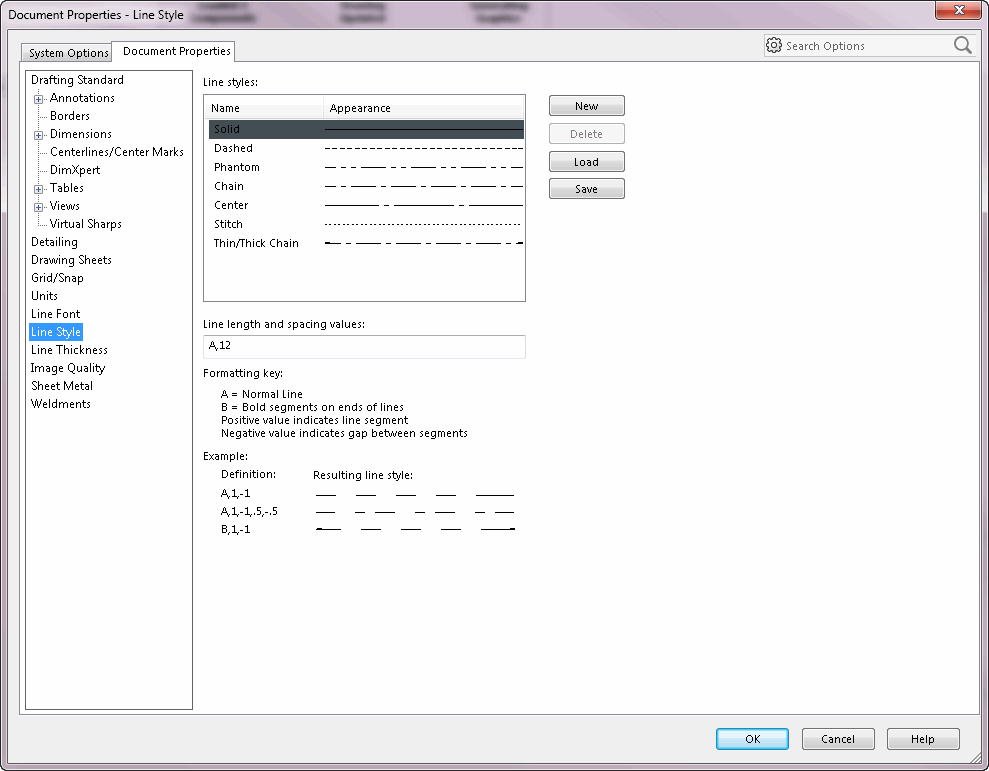 Document Properties - Line Style
System Options
Document Properties
Search Options
Drafting Standard
Annotations
Borders
Dimensions
Centerlines/Center Marks
DimXpert
Tables
Views
Virtual Sharps
Detailing
Drawing Sheets
Grid/Snap
Units
Line Font
Line Style
Line Thickness
Image Quality
Sheet Metal
Weldments
Line styles:
Name Appearance
Solid
Dashed
Phantom
Chain
Center
Stitch
Thin/Thick Chain
New
Delete
Load
Save
Line length and spacing values:
A,12
Formatting key:
A = Normal Line
B = Bold segments on ends of lines
Positive value indicates line segment
Negative value indicates gap between segments
Example:
Definition: Resulting line style:
A,1,-1
A,1,-1,.5,-.5
B,1,-1
OK
Cancel
Help